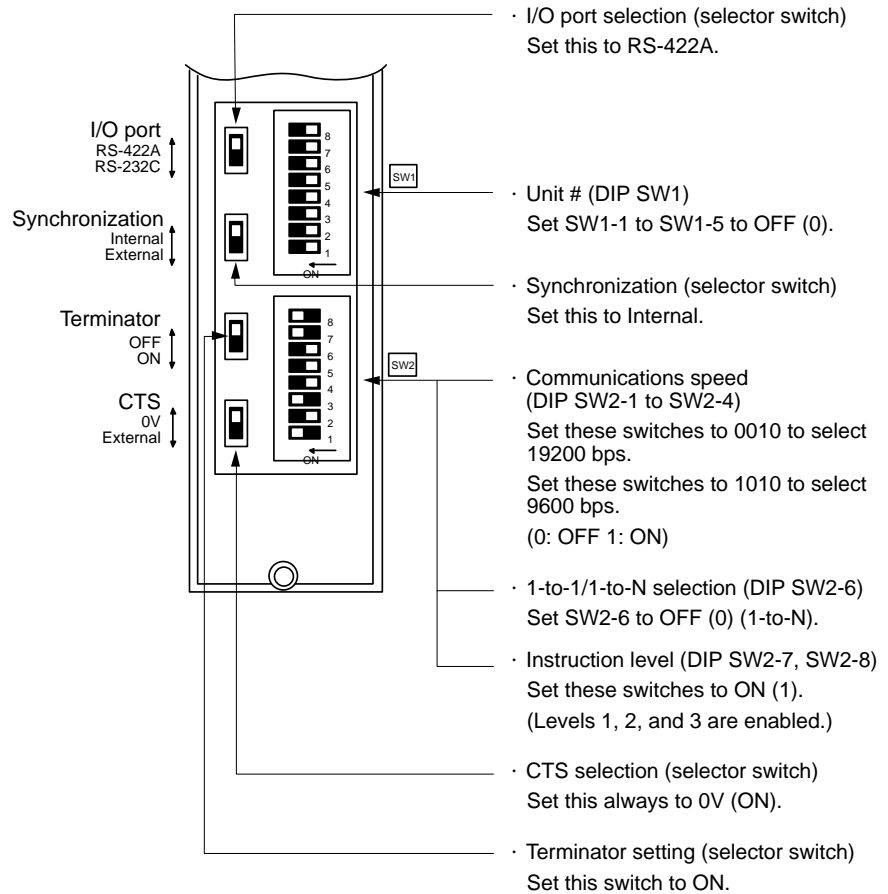 · I/O port selection (selector switch)
Set this to RS-422A.
I/O port
RS-422A
RS-232C
Synchronization
Internal
External
Terminator
OFF
ON
CTS
0V
External
8
7
6
5
4
3
2
1
ON
SW1
8
7
6
5
4
3
2
1
ON
SW2
· Unit # (DIP SW1)
Set SW1-1 to SW1-5 to OFF (0).
· Synchronization (selector switch)
Set this to Internal.
· Communications speed
(DIP SW2-1 to SW2-4)
Set these switches to 0010 to select
19200 bps.
Set these switches to 1010 to select
9600 bps.
(0: OFF 1: ON)
· 1-to-1/1-to-N selection (DIP SW2-6)
Set SW2-6 to OFF (0) (1-to-N).
· Instruction level (DIP SW2-7, SW2-8)
Set these switches to ON (1).
(Levels 1, 2, and 3 are enabled.)
· CTS selection (selector switch)
Set this always to 0V (ON).
· Terminator setting (selector switch)
Set this switch to ON.